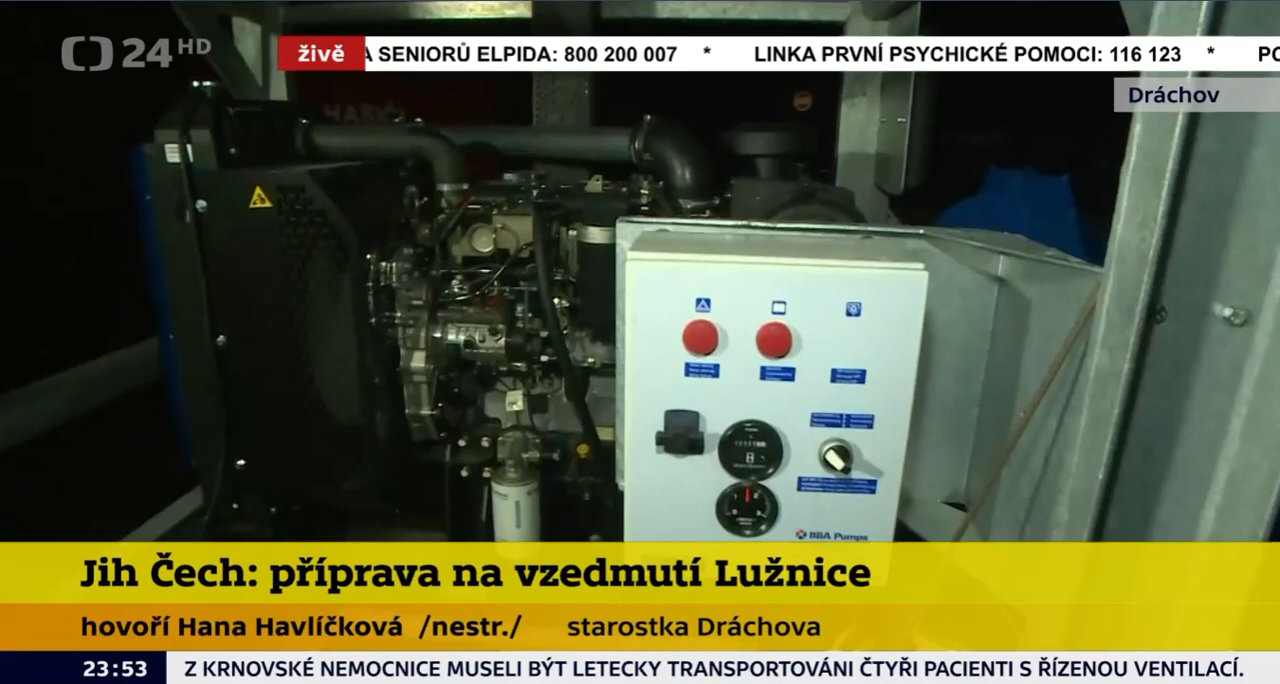 24 HD
živě
A SENIORŮ ELPIDA: 800 200 007 * LINKA PRVNÍ PSYCHICKÉ POMOCI: 116 123 *
Dráchov
BBA Pumps
Jih Čech: příprava na vzedmutí Lužnice
hovoří Hana Havlíčková /nestr./ starostka Dráchova
23:53 Z KRNOVSKÉ NEMOCNICE MUSELI BÝT LETECKY TRANSPORTOVÁNI ČTYŘI PACIENTI S ŘÍZENOU VENTILACÍ.